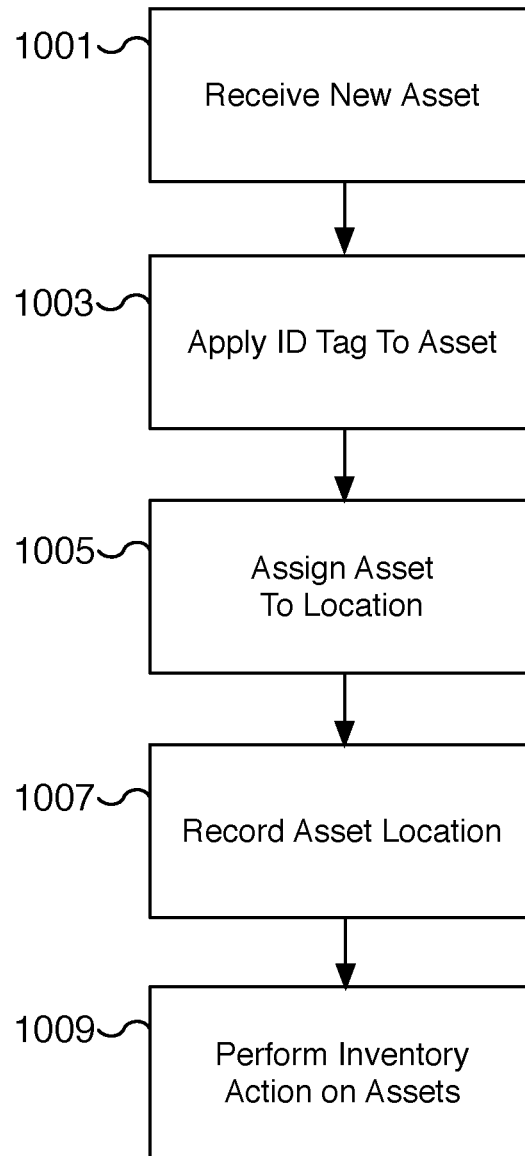 1001
Receive New Asset
1003
Apply ID Tag To Asset
1005
Assign Asset
To Location
1007
Record Asset Location
1009
Perform Inventory
Action on Assets